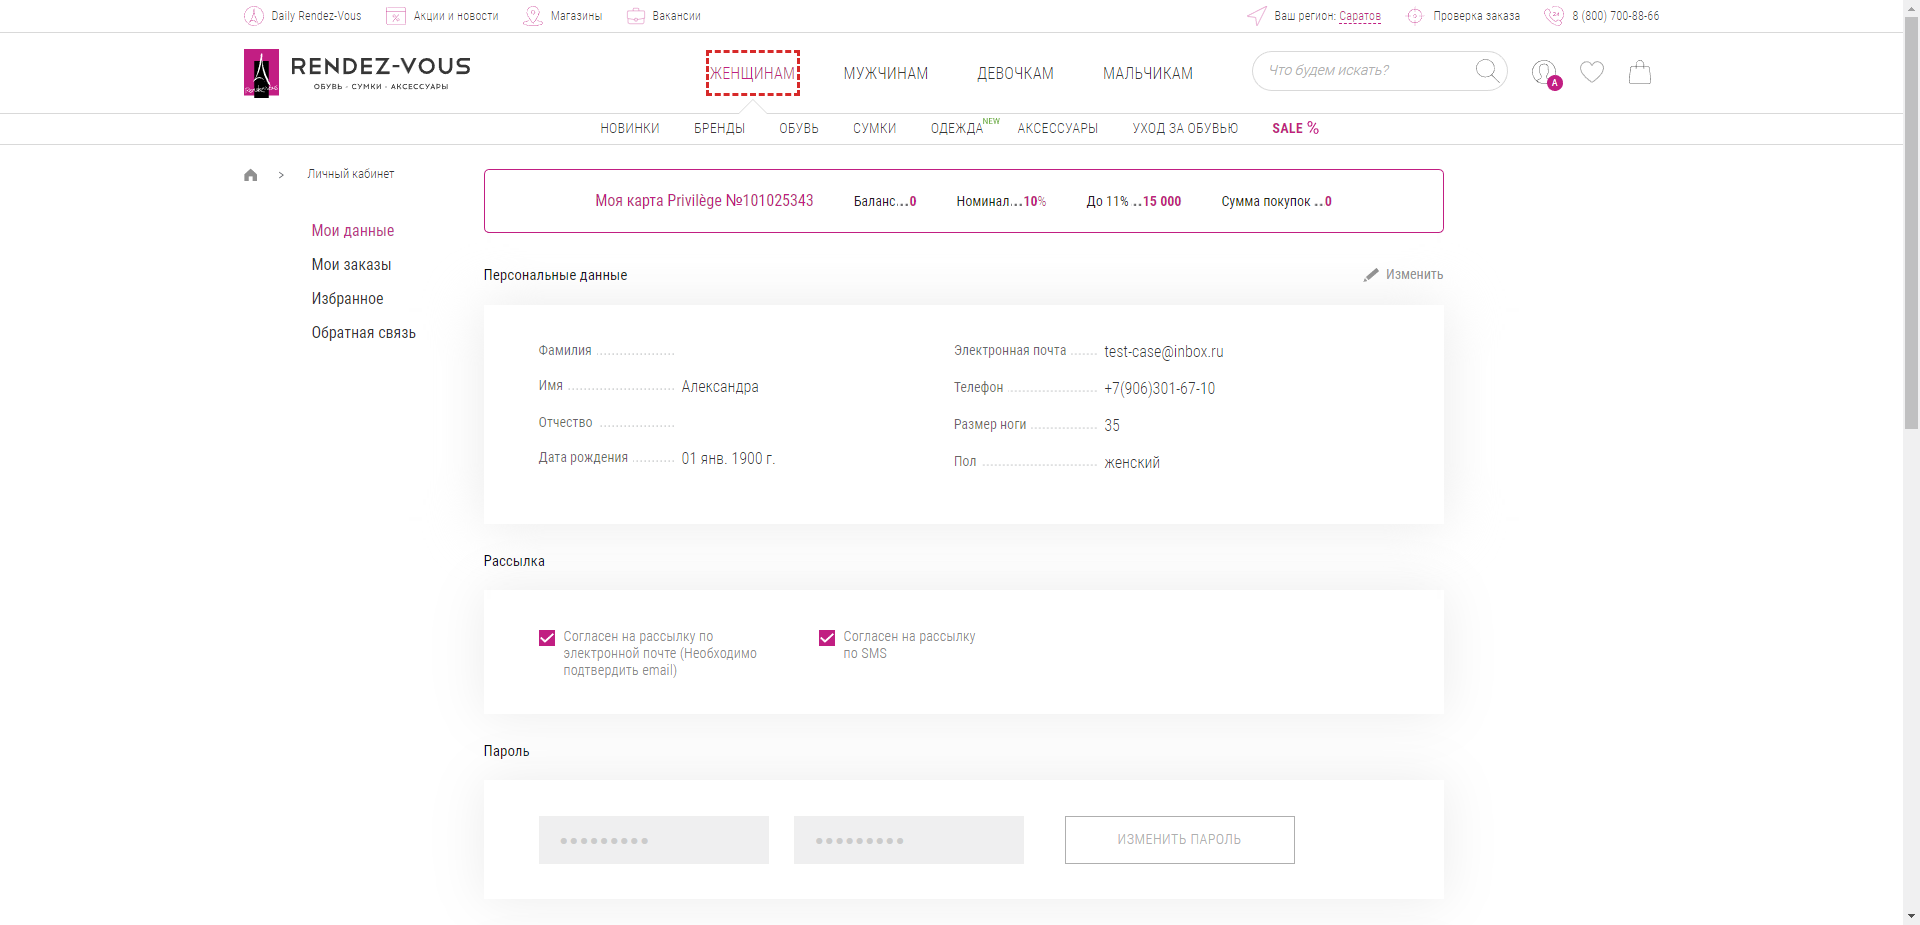 Daily Rendez-Vous Акции и новости Магазины Вакансии Ваш регион: Саратов Проверка заказа 8 (800) 700-88-66
RENDEZ-VOUS
ОБУВЬ · СУМКИ · АКСЕССУАРЫ
ЖЕНЩИНАМ МУЖЧИНАМ ДЕВОЧКАМ МАЛЬЧИКАМ Что будем искать? A
НОВИНКИ БРЕНДЫ ОБУВЬ СУМКИ ОДЕЖДА NEW АКСЕССУАРЫ УХОД ЗА ОБУВЬЮ SALE %
> Личный кабинет
Мои данные
Мои заказы
Избранное
Обратная связь
Моя карта Privilège №101025343 Баланс...0 Номинал...10% До 11% ..15 000 Сумма покупок ..0
Персональные данные Изменить
Фамилия
Имя Александра
Отчество
Дата рождения 01 янв. 1900 г.
Электронная почта test-case@inbox.ru
Телефон +7(906)301-67-10
Размер ноги 35
Пол женский
Рассылка
Согласен на рассылку по
электронной почте (Необходимо
подтвердить email)
Согласен на рассылку
по SMS
Пароль
ИЗМЕНИТЬ ПАРОЛЬ